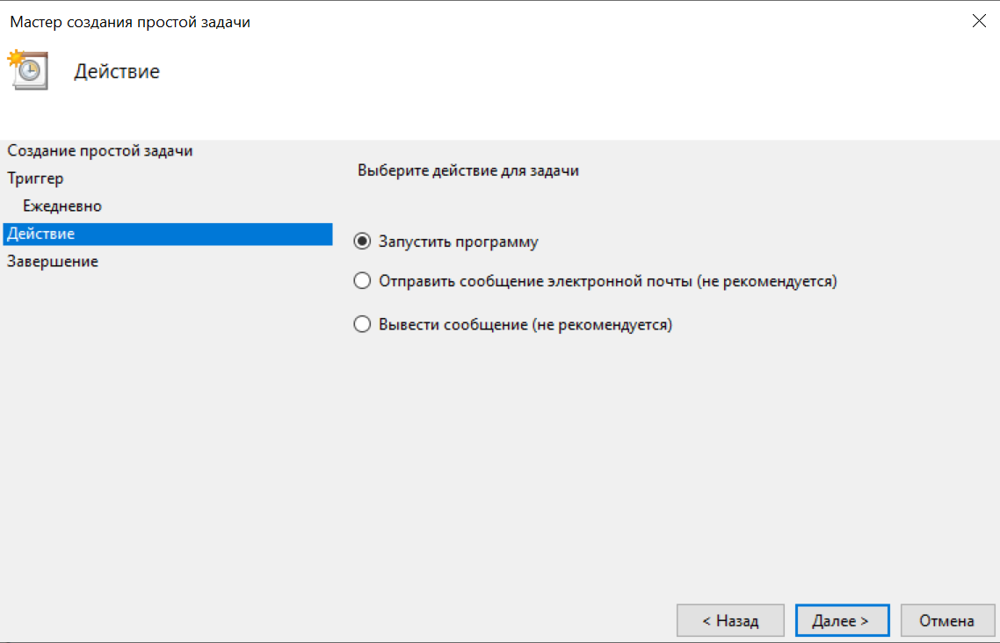 Мастер создания простой задачи
Действие
Создание простой задачи
Триггер
Ежедневно
Действие
Завершение
Выберите действие для задачи
Запустить программу
Отправить сообщение электронной почты (не рекомендуется)
Вывести сообщение (не рекомендуется)
< Назад
Далее >
Отмена